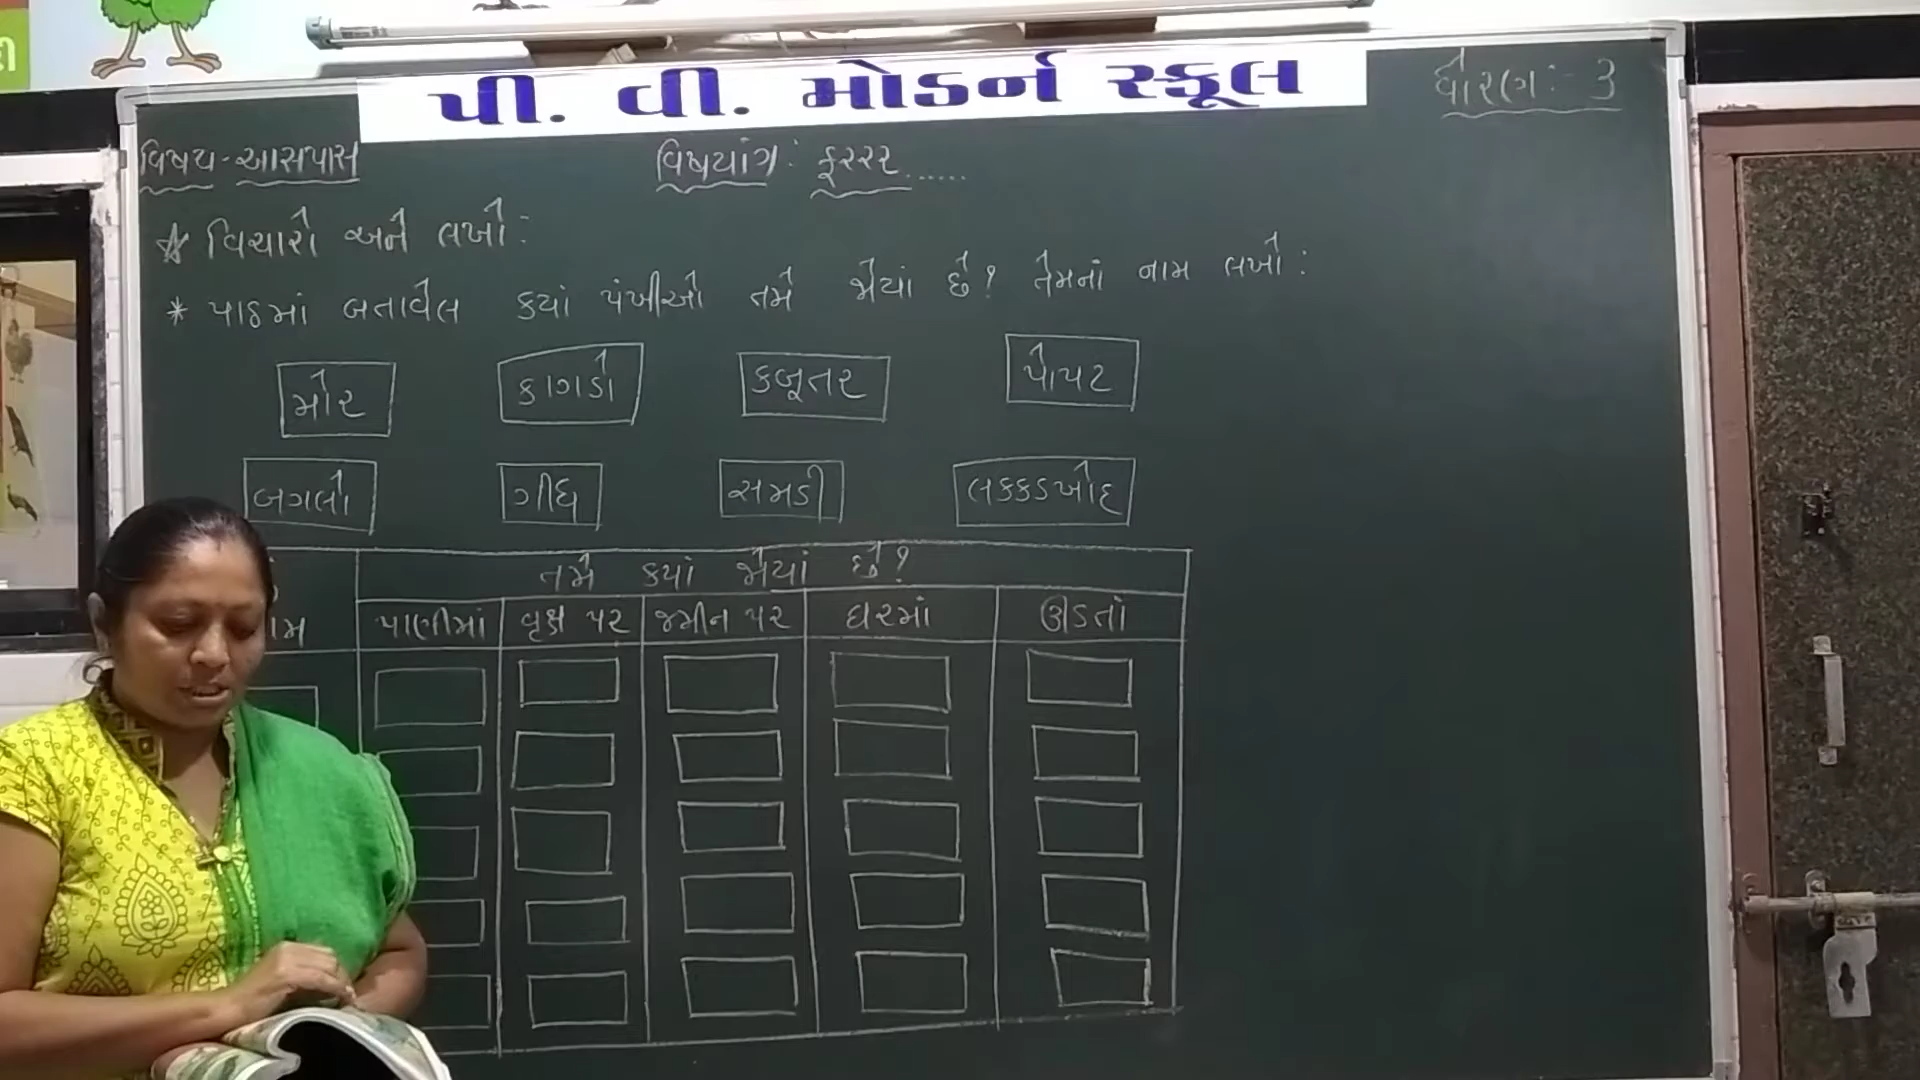 પી. વી. મોડર્ન સ્કૂલ
ધોરણ :- 3
વિષય - આસપાસ
વિષયાંગ : ફૂરરર......
☆ વિચારો અને લખો :
* પાઠમાં બતાવેલ કયાં પંખીઓ તમે જોયાં છે? તેમનાં નામ લખો :
મોર કાગડો કબૂતર પોપટ
બગલો ગીધ સમડી લક્કડખોદ
તમે કયાં જોયાં છે?
પાણીમાં વૃક્ષ પર જમીન પર ઘરમાં ઊડતાં